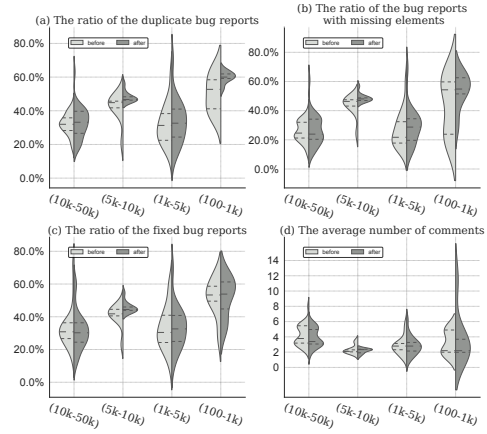 (a) The ratio of the duplicate bug reports
before after
80.0%
60.0%
40.0%
20.0%
0.0%
(10k-50k) (5k-10k) (1k-5k) (100-1k)
(b) The ratio of the bug reports
with missing elements
before after
80.0%
60.0%
40.0%
20.0%
0.0%
(10k-50k) (5k-10k) (1k-5k) (100-1k)
(c) The ratio of the fixed bug reports
before after
80.0%
60.0%
40.0%
20.0%
0.0%
(10k-50k) (5k-10k) (1k-5k) (100-1k)
(d) The average number of comments
before after
14
12
10
8
6
4
2
0
(10k-50k) (5k-10k) (1k-5k) (100-1k)